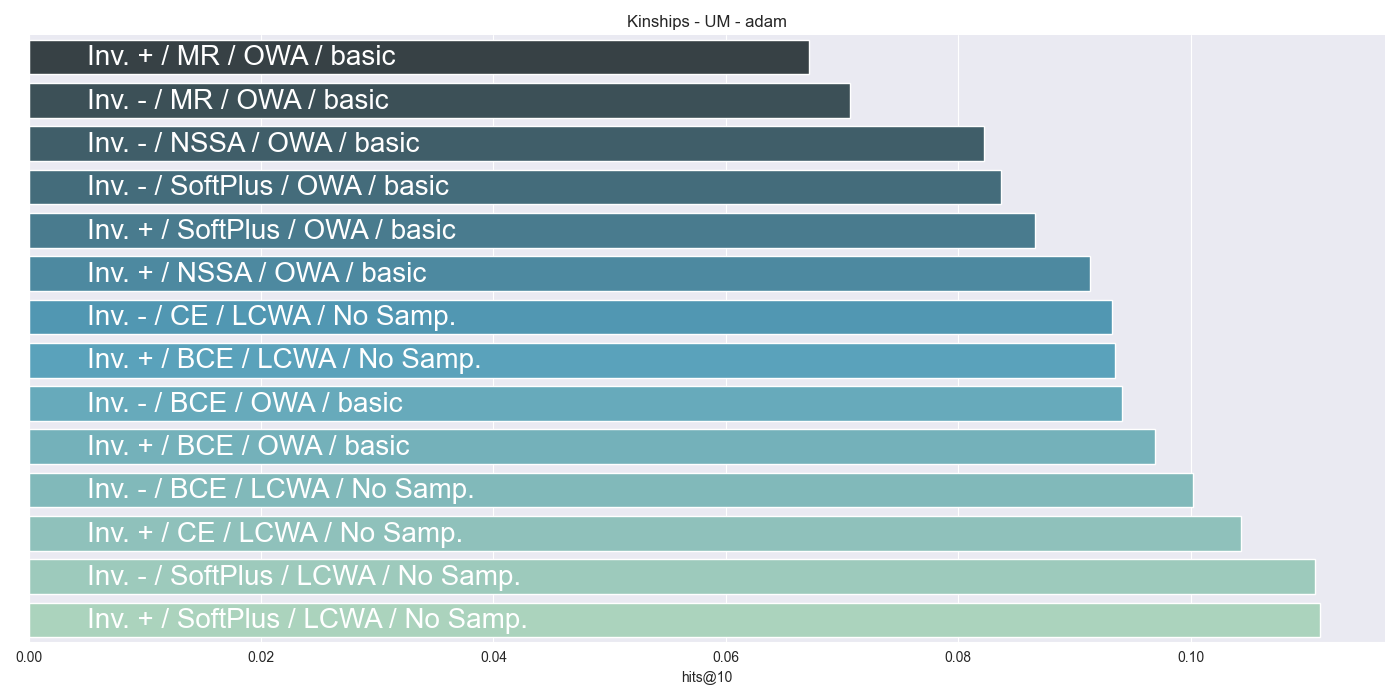 Kinships - UM - adam
Inv. + / MR / OWA / basic
Inv. - / MR / OWA / basic
Inv. - / NSSA / OWA / basic
Inv. - / SoftPlus / OWA / basic
Inv. + / SoftPlus / OWA / basic
Inv. + / NSSA / OWA / basic
Inv. - / CE / LCWA / No Samp.
Inv. + / BCE / LCWA / No Samp.
Inv. - / BCE / OWA / basic
Inv. + / BCE / OWA / basic
Inv. - / BCE / LCWA / No Samp.
Inv. + / CE / LCWA / No Samp.
Inv. - / SoftPlus / LCWA / No Samp.
Inv. + / SoftPlus / LCWA / No Samp.
0.00 0.02 0.04 0.06 0.08 0.10
hits@10